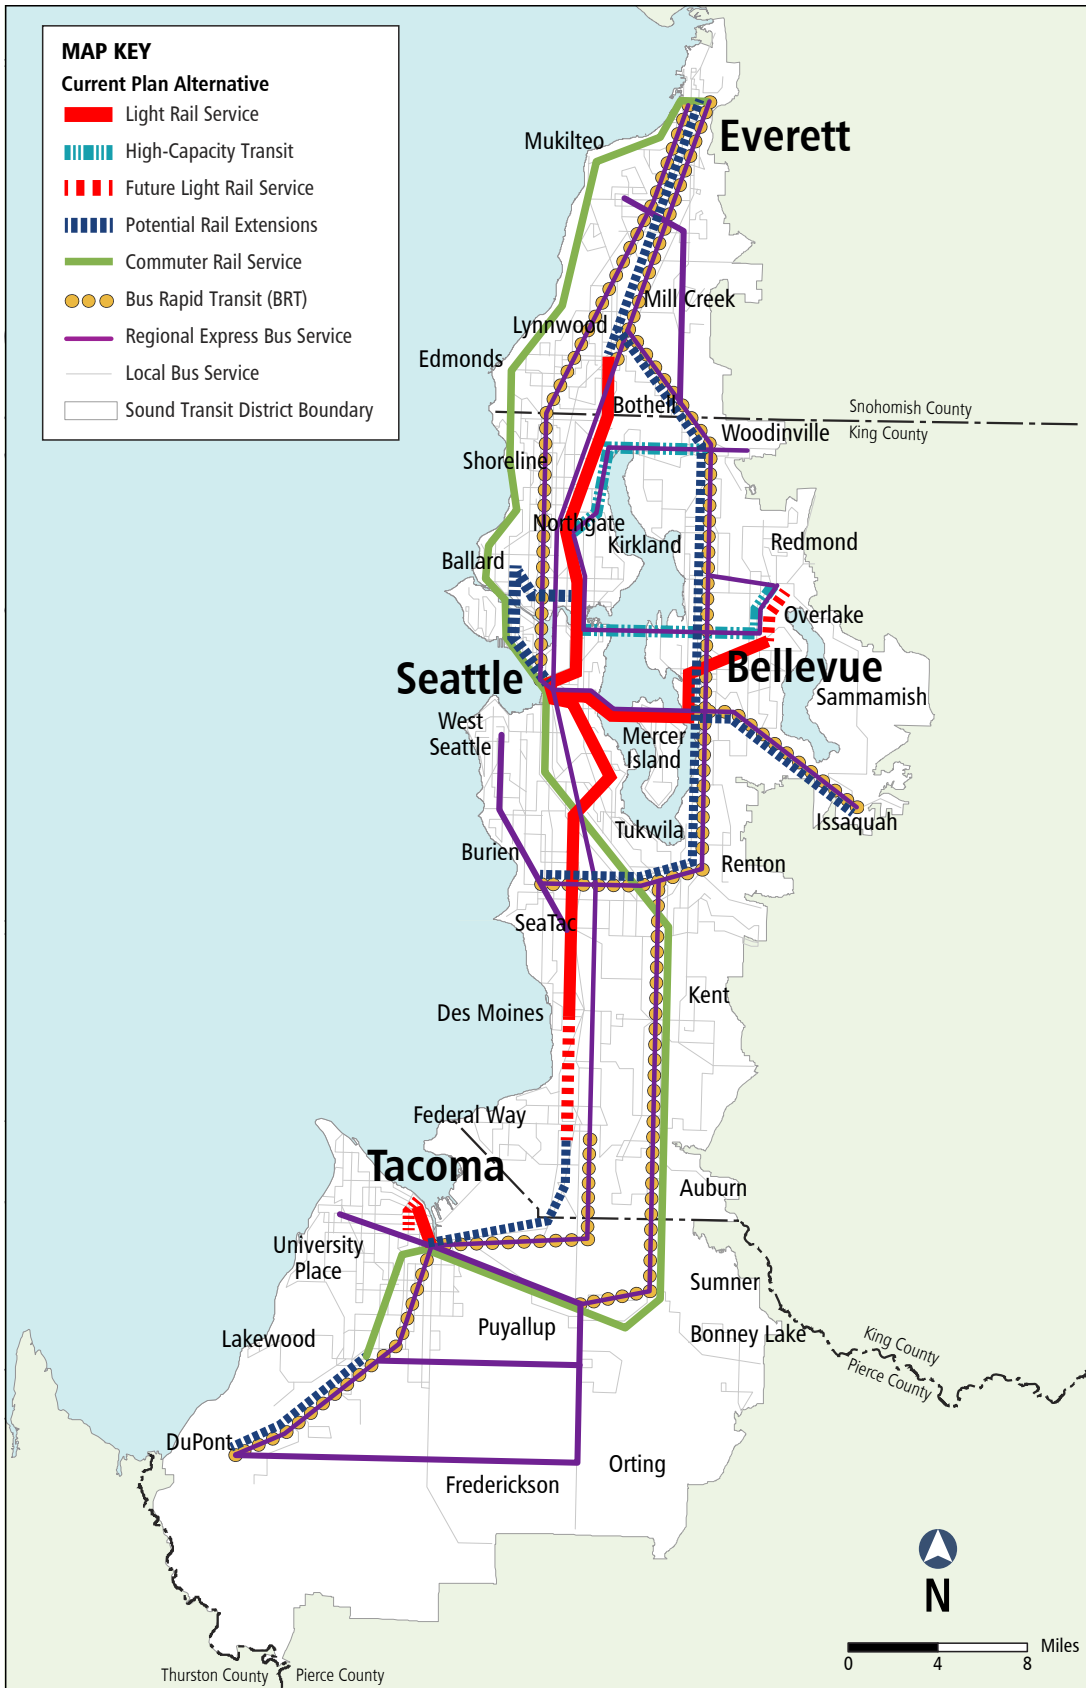 MAP KEY
Current Plan Alternative
Light Rail Service
High-Capacity Transit
Future Light Rail Service
Potential Rail Extensions
Commuter Rail Service
Bus Rapid Transit (BRT)
Regional Express Bus Service
Local Bus Service
Sound Transit District Boundary
Everett
Mukilteo
Mill Creek
Lynnwood
Edmonds
Bothell
Snohomish County
King County
Woodinville
Shoreline
Northgate
Kirkland
Redmond
Ballard
Overlake
Seattle
Bellevue
Sammamish
West
Seattle
Mercer
Island
Issaquah
Tukwila
Burien
Renton
SeaTac
Kent
Des Moines
Federal Way
Tacoma
Auburn
University
Place
Sumner
Puyallup
Bonney Lake
Lakewood
King County
Pierce County
DuPont
Orting
Frederickson
N
Miles
0 4 8
Thurston County
Pierce County